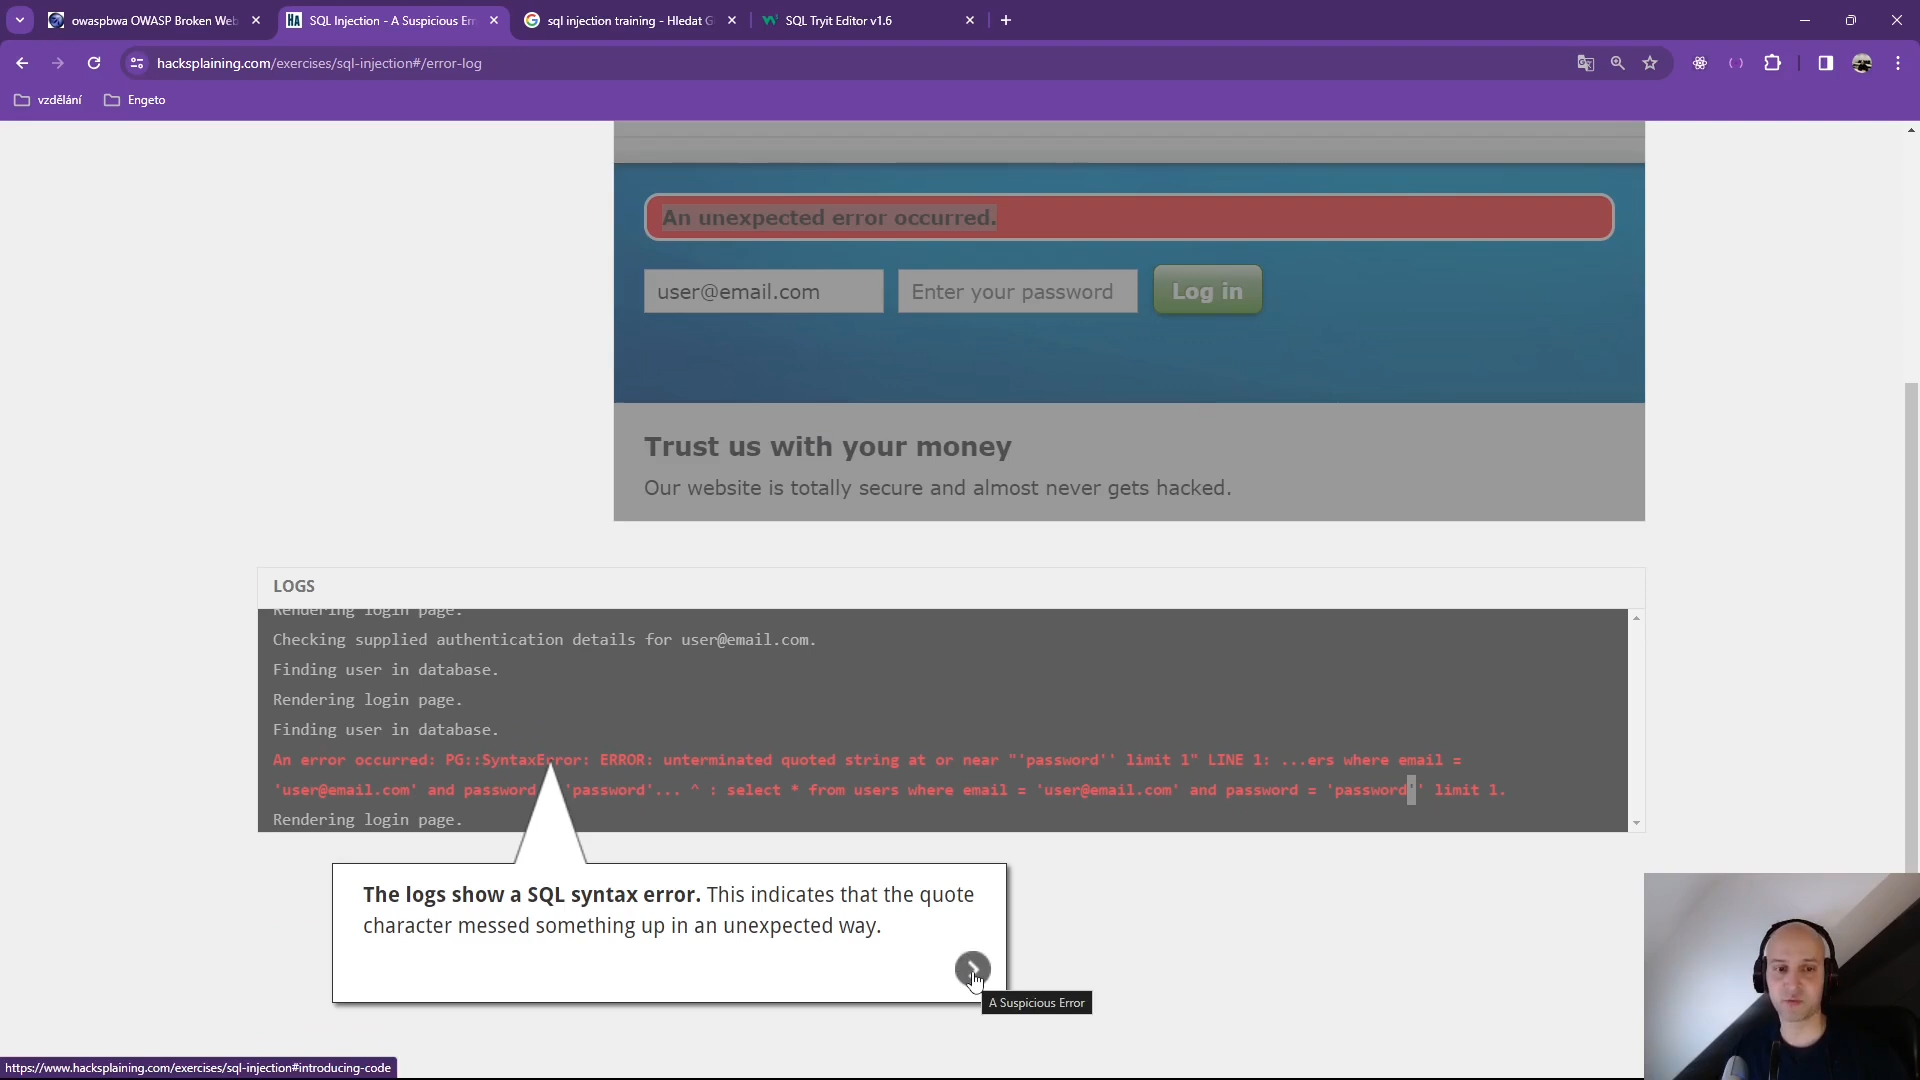 owaspbwa OWASP Broken Web
SQL Injection - A Suspicious Er
sql injection training - Hledat G
SQL Tryit Editor v1.6
hacksplaining.com/exercises/sql-injection#/error-log
vzdělání
Engeto
An unexpected error occurred.
user@email.com
Enter your password
Log in
Trust us with your money
Our website is totally secure and almost never gets hacked.
LOGS
Rendering login page.
Checking supplied authentication details for user@email.com.
Finding user in database.
Rendering login page.
Finding user in database.
An error occurred: PG::SyntaxError: ERROR: unterminated quoted string at or near "'password'' limit 1" LINE 1: ...ers where email =
'user@email.com' and password 'password'... ^ : select * from users where email = 'user@email.com' and password = 'password'' limit 1.
Rendering login page.
The logs show a SQL syntax error. This indicates that the quote
character messed something up in an unexpected way.
A Suspicious Error
https://www.hacksplaining.com/exercises/sql-injection#introducing-code